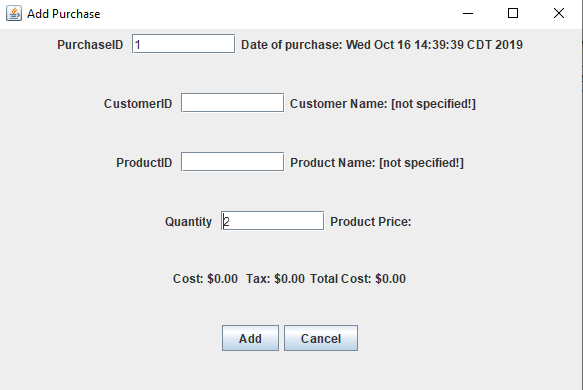 Add Purchase
PurchaseID 1 Date of purchase: Wed Oct 16 14:39:39 CDT 2019
CustomerID Customer Name: [not specified!]
ProductID Product Name: [not specified!]
Quantity 2 Product Price:
Cost: $0.00 Tax: $0.00 Total Cost: $0.00
Add Cancel